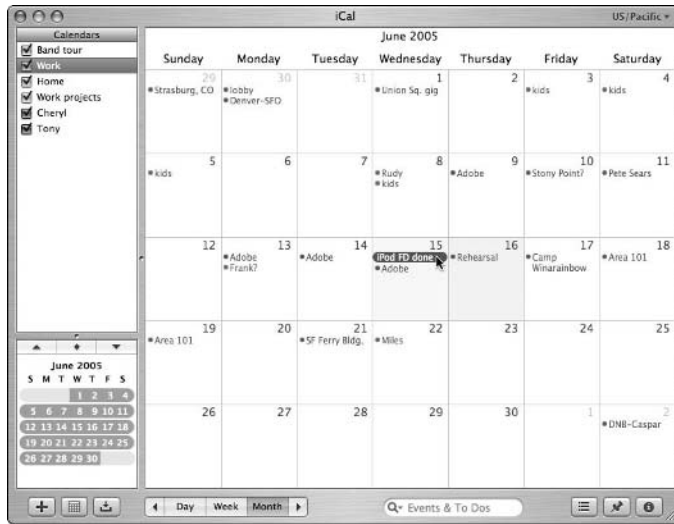 iCal
US/Pacific
Calendars
Band tour
Work
Home
Work projects
Cheryl
Tony
June 2005
Sunday Monday Tuesday Wednesday Thursday Friday Saturday
29 30 31 1 2 3 4
Strasburg, CO
lobby
Denver-SFO
Union Sq. gig
kids
kids
5 6 7 8 9 10 11
kids
Rudy
kids
Adobe
Stony Point?
Pete Sears
12 13 14 15 16 17 18
Adobe
Frank?
Adobe
iPod FD done
Adobe
Rehearsal
Camp
Winarainbow
Area 101
19 20 21 22 23 24 25
Area 101
SF Ferry Bldg.
Miles
26 27 28 29 30 1 2
DNB-Caspar
June 2005
S M T W T F S
1 2 3 4
5 6 7 8 9 10 11
12 13 14 15 16 17 18
19 20 21 22 23 24 25
26 27 28 29 30
Day Week Month
Events & To Dos